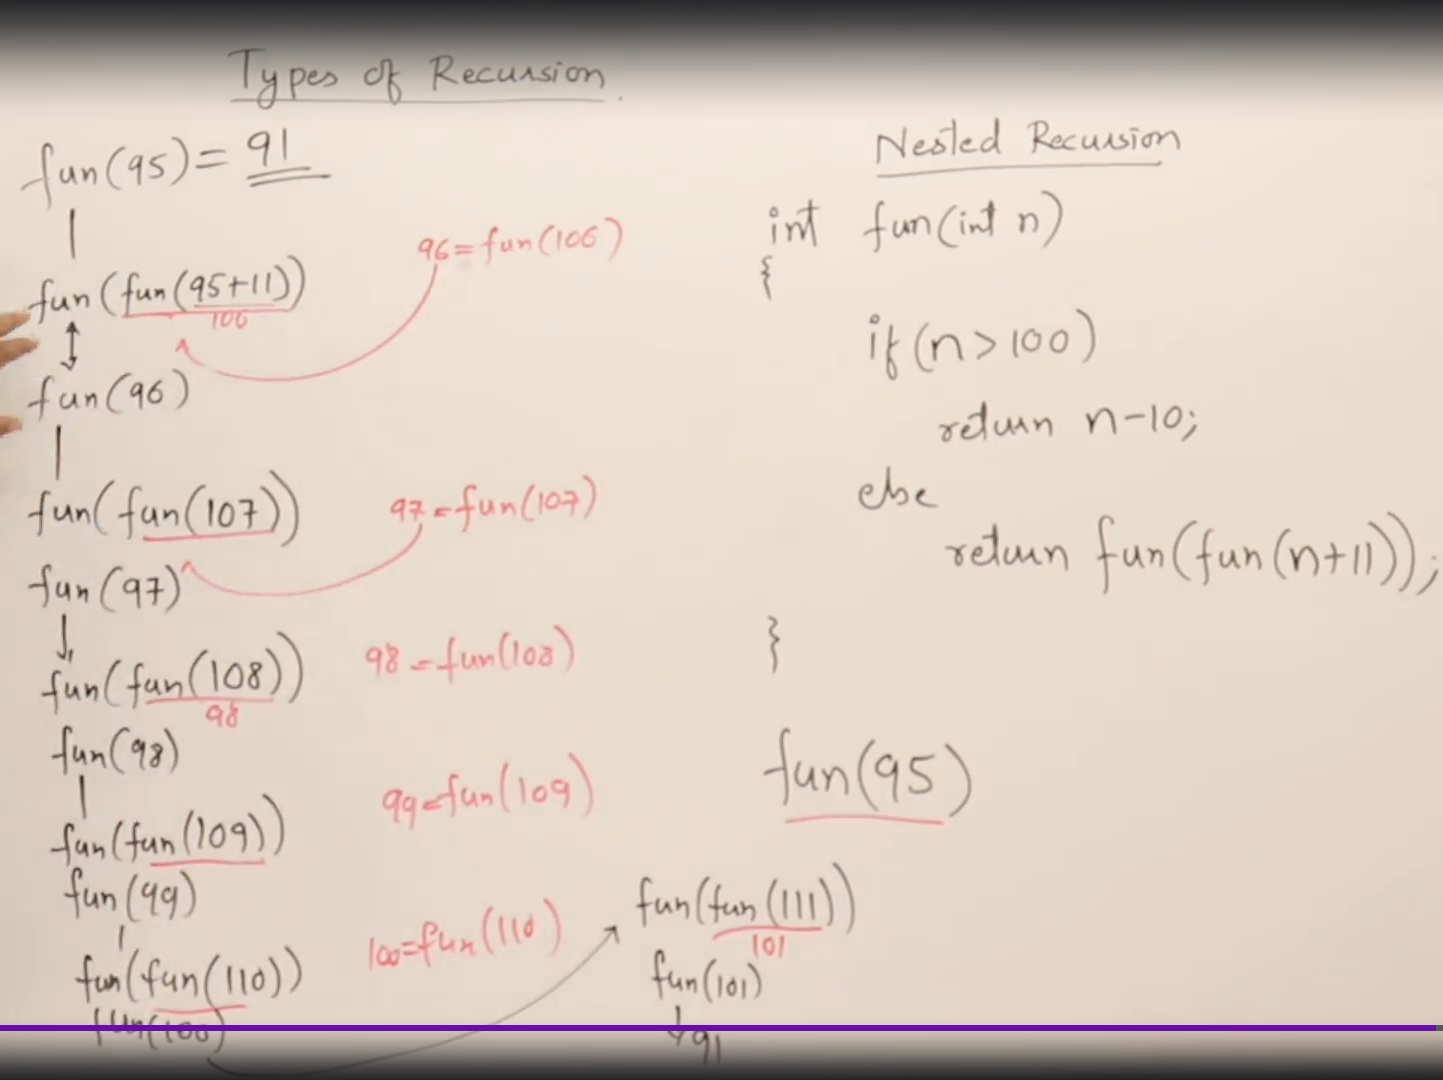 Types of Recursion.
fun(95) = 91
fun(fun(95+11))
106
96 = fun(106)
fun(96)
fun(fun(107))
97 = fun(107)
fun(97)
fun(fun(108))
98
98 = fun(108)
fun(98)
fun(fun(109))
99 = fun(109)
fun(99)
fun(fun(110))
100 = fun(110)
fun(100)
fun(fun(111))
101
fun(101)
91
Nested Recursion
int fun(int n)
{
if (n > 100)
return n-10;
else
return fun(fun(n+11));
}
fun(95)